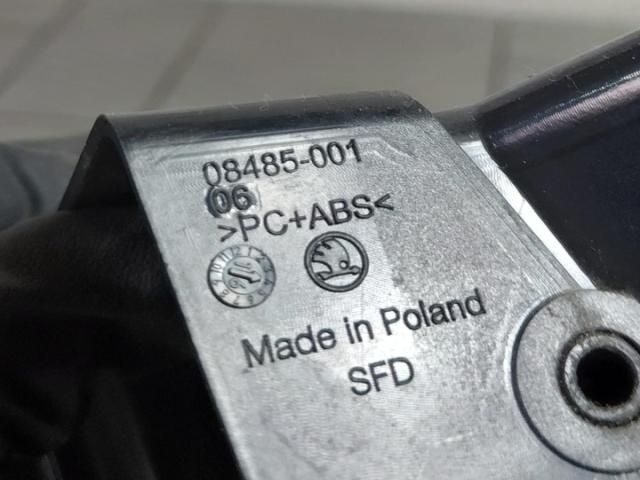 08485-001
06
>PC+ABS<
Made in Poland
SFD